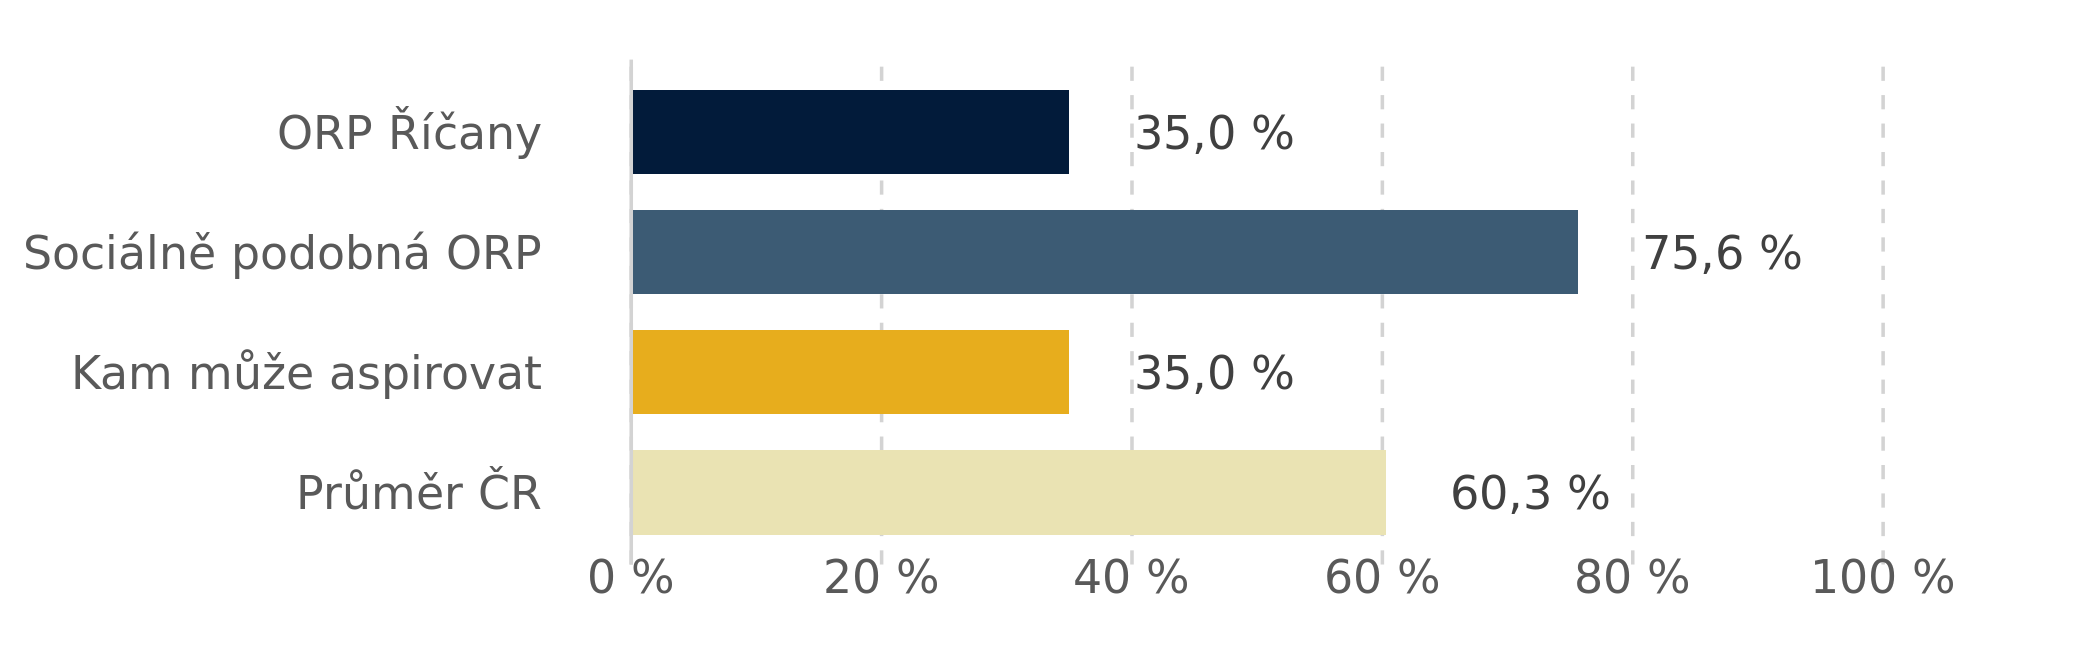 ORP Říčany 35,0 %
Sociálně podobná ORP 75,6 %
Kam může aspirovat 35,0 %
Průměr ČR 60,3 %
0 % 20 % 40 % 60 % 80 % 100 %